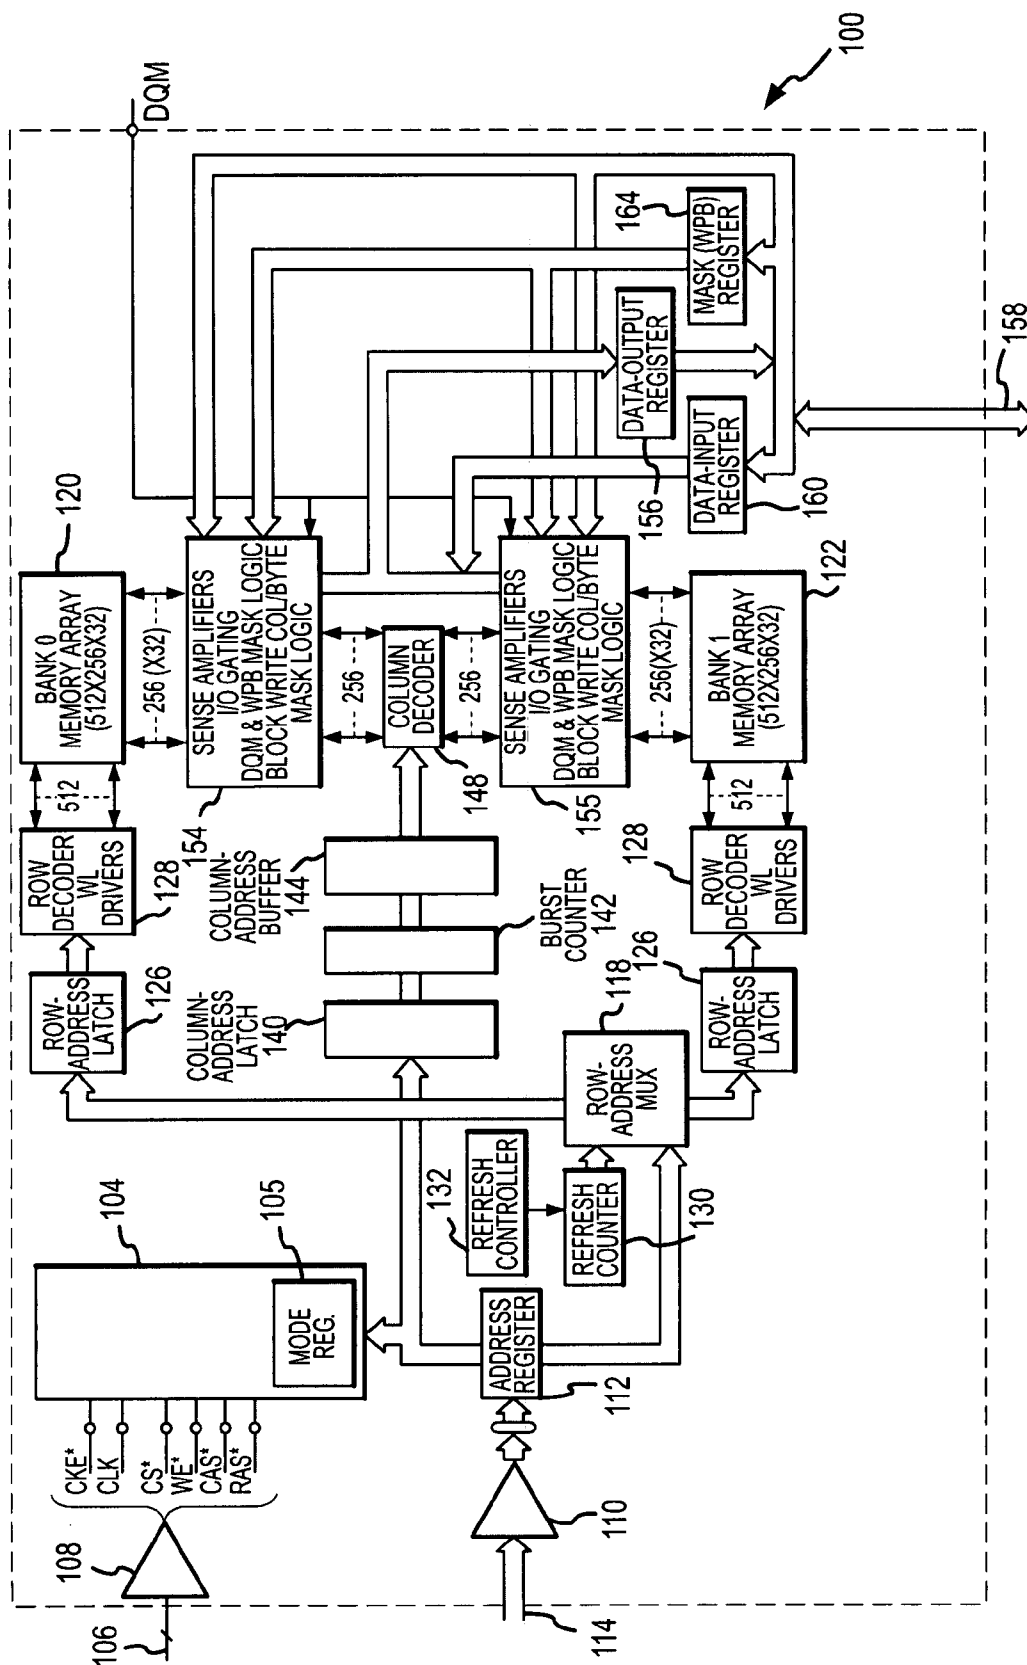 106
108
CKE*
CLK
CS*
WE*
CAS*
RAS*
104
105
MODE
REG.
114
110
112
ADDRESS
REGISTER
132
REFRESH
CONTROLLER
REFRESH
COUNTER
130
118
ROW-
ADDRESS
MUX
ROW-
ADDRESS
LATCH
126
ROW
DECODER
WL
DRIVERS
128
512
BANK 0
MEMORY ARRAY
(512X256X32)
120
256 (X32)
SENSE AMPLIFIERS
I/O GATING
DQM & WPB MASK LOGIC
BLOCK WRITE COL/BYTE
MASK LOGIC
154
COLUMN-
ADDRESS
LATCH
140
COLUMN-
ADDRESS
BUFFER
144
BURST
COUNTER
142
256
COLUMN
DECODER
148
256
SENSE AMPLIFIERS
I/O GATING
DQM & WPB MASK LOGIC
BLOCK WRITE COL/BYTE
MASK LOGIC
155
256(X32)
126
ROW-
ADDRESS
LATCH
128
ROW
DECODER
WL
DRIVERS
512
BANK 1
MEMORY ARRAY
(512X256X32)
122
DATA-INPUT
REGISTER
160
DATA-OUTPUT
REGISTER
156
MASK (WPB)
REGISTER
164
DQM
158
100